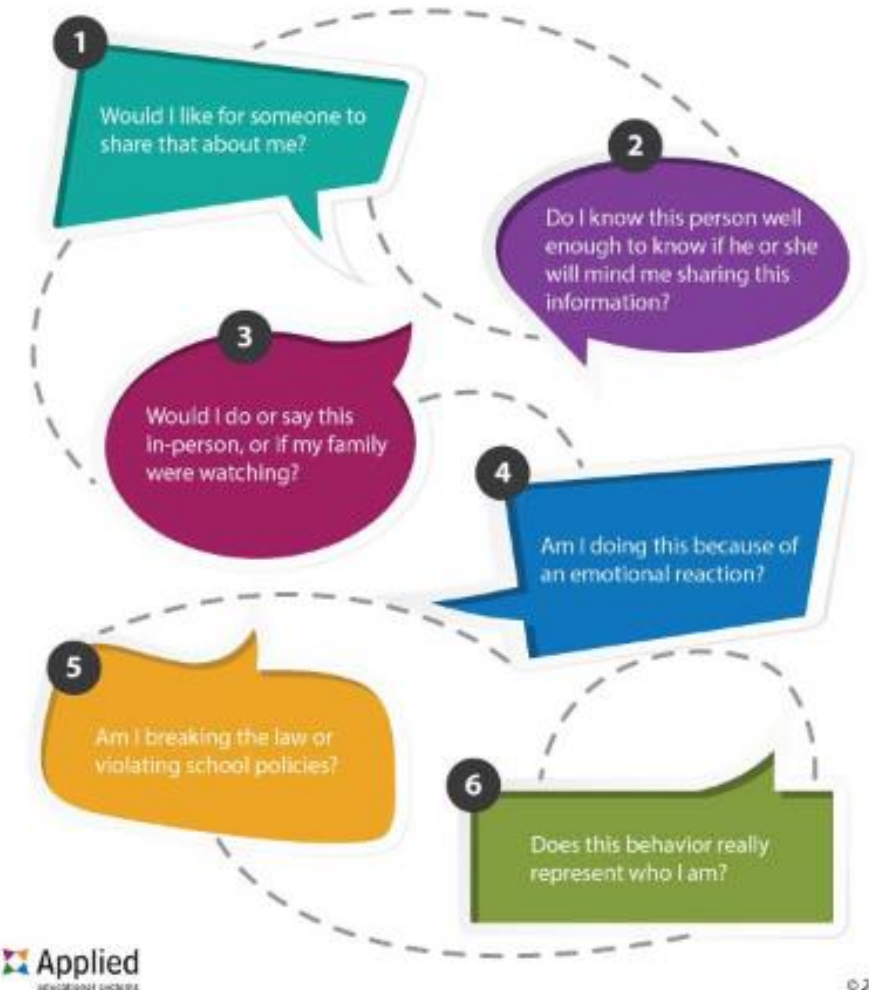 1
Would I like for someone to
share that about me?
2
Do I know this person well
enough to know if he or she
will mind me sharing this
information?
3
Would I do or say this
in-person, or if my family
were watching?
4
Am I doing this because of
an emotional reaction?
5
Am I breaking the law or
violating school policies?
6
Does this behavior really
represent who I am?
Applied
educational systems
© 2